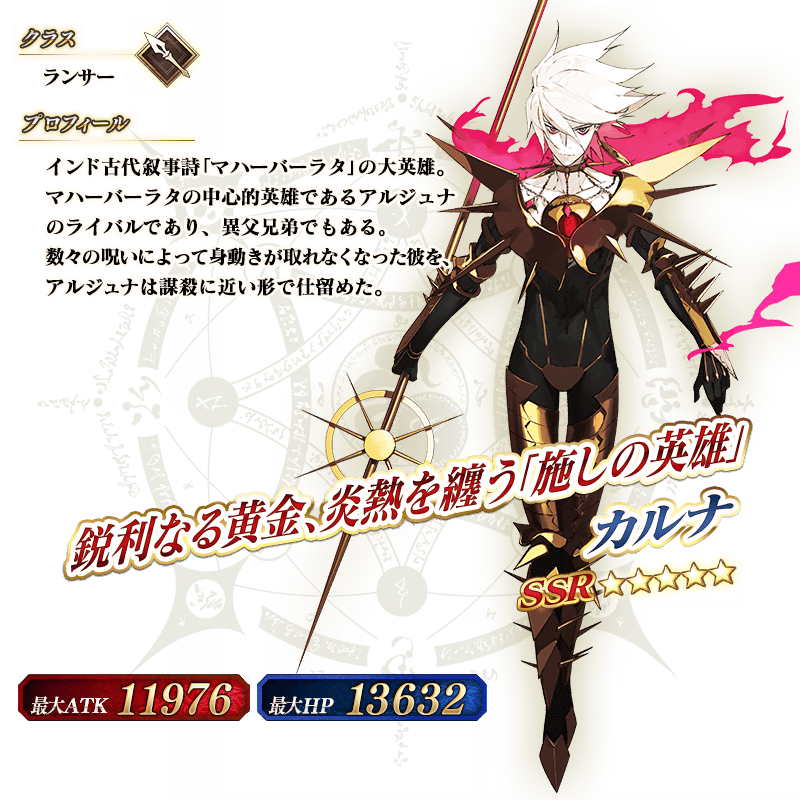 クラス
ランサー
プロフィール
インド古代叙事詩「マハーバーラタ」の大英雄。
マハーバーラタの中心的英雄であるアルジュナ
のライバルであり、異父兄弟でもある。
数々の呪いによって身動きが取れなくなった彼を、
アルジュナは謀殺に近い形で仕留めた。
鋭利なる黄金、炎熱を纏う「施しの英雄」
カルナ
SSR ☆☆☆☆☆
最大ATK 11976
最大HP 13632